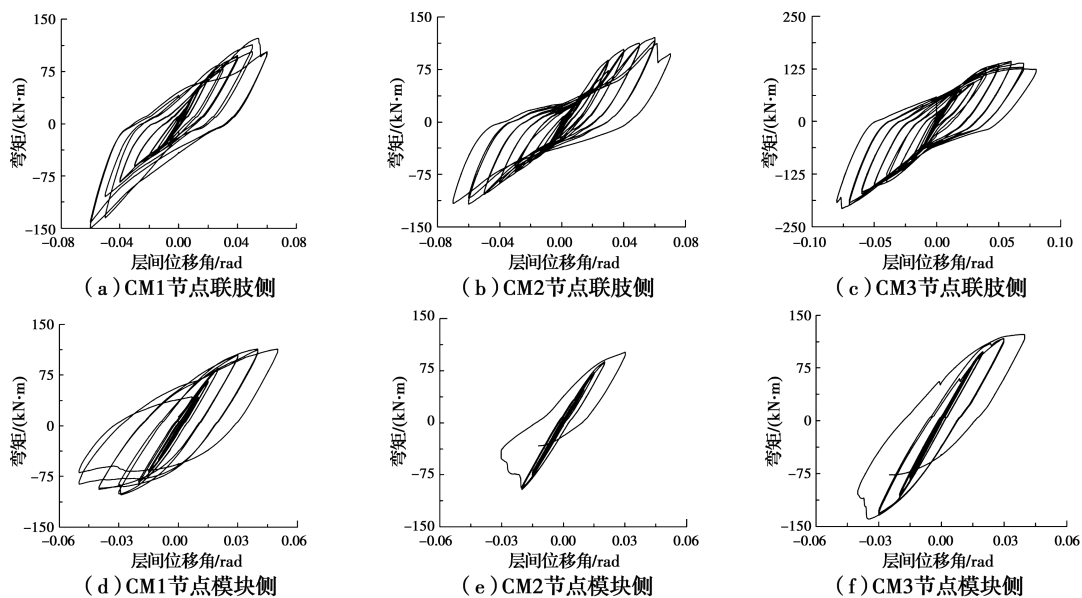 150
75
0
−75
−150
弯矩/(kN·m)
−0.08 −0.04 0.00 0.04 0.08
层间位移角/rad
(a)CM1节点联肢侧
150
75
0
−75
−150
弯矩/(kN·m)
−0.08 −0.04 0.00 0.04 0.08
层间位移角/rad
(b)CM2节点联肢侧
250
125
0
−125
−250
弯矩/(kN·m)
−0.10 −0.05 0.00 0.05 0.10
层间位移角/rad
(c)CM3节点联肢侧
150
75
0
−75
−150
弯矩/(kN·m)
−0.06 −0.03 0.00 0.03 0.06
层间位移角/rad
(d)CM1节点模块侧
150
75
0
−75
−150
弯矩/(kN·m)
−0.06 −0.03 0.00 0.03 0.06
层间位移角/rad
(e)CM2节点模块侧
150
75
0
−75
−150
弯矩/(kN·m)
−0.06 −0.03 0.00 0.03 0.06
层间位移角/rad
(f)CM3节点模块侧